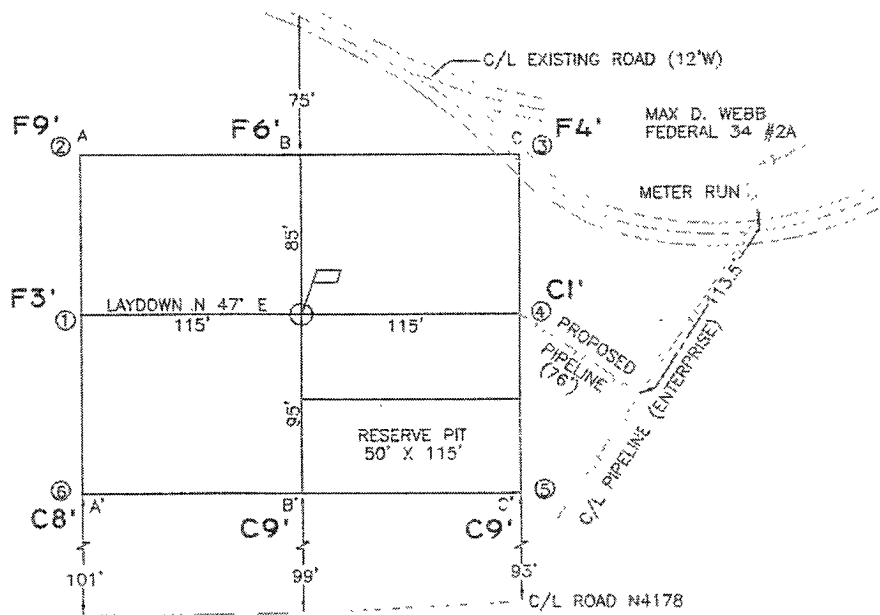 C/L EXISTING ROAD (12'W)
75'
MAX D. WEBB
FEDERAL 34 #2A
F9'
A
F6'
B
C
F4'
②
③
METER RUN
85'
F3'
LAYDOWN N 47° E
C1'
①
115'
115'
④
113.5'
PROPOSED
PIPELINE
(76')
95'
RESERVE PIT
50' X 115'
C/L PIPELINE (ENTERPRISE)
⑥
A'
B'
C'
⑤
C8'
C9'
C9'
101'
99'
93'
C/L ROAD N4178